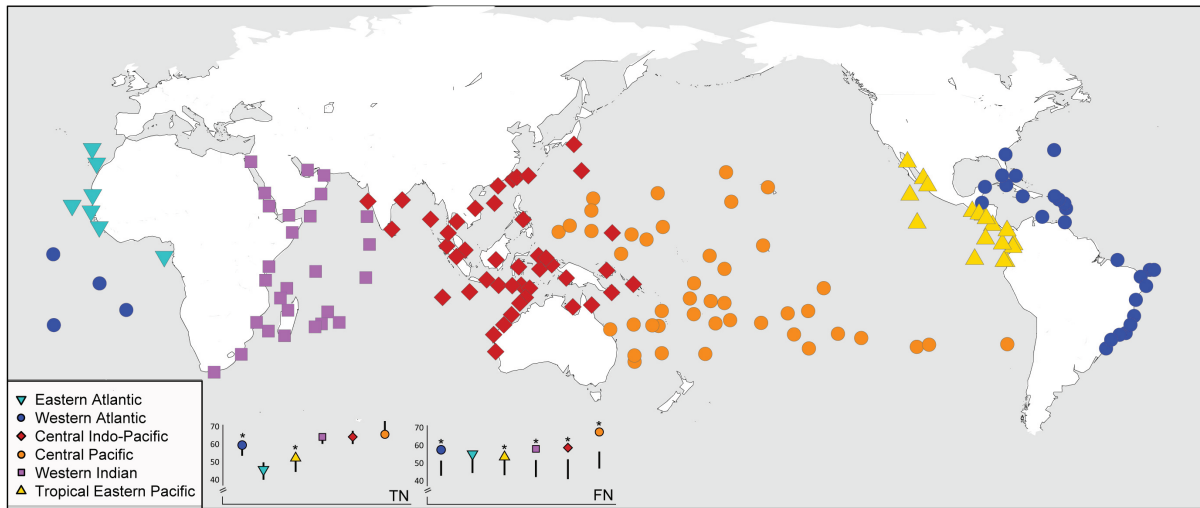 Eastern Atlantic
Western Atlantic
Central Indo-Pacific
Central Pacific
Western Indian
Tropical Eastern Pacific
70
60
50
40
*
*
TN
70
60
50
40
*
*
*
*
*
FN